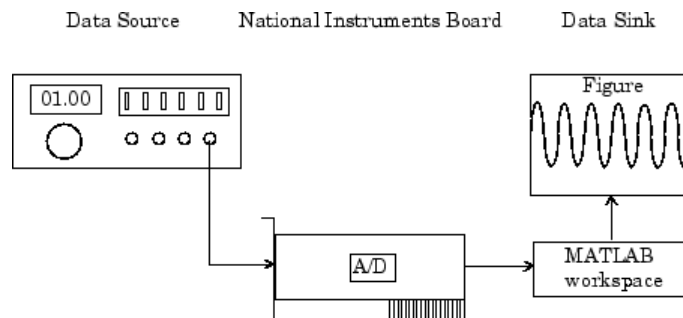 Data Source
National Instruments Board
Data Sink
01.00
Figure
A/D
MATLAB
workspace